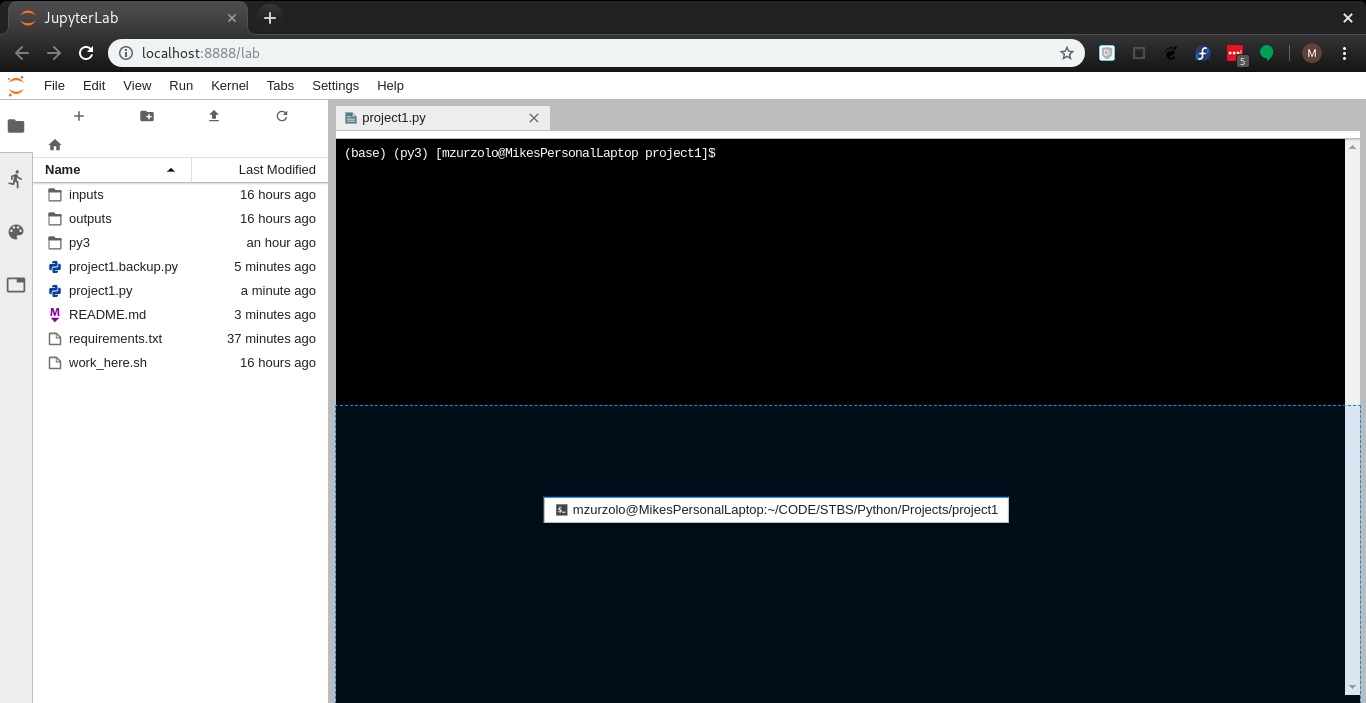 JupyterLab
localhost:8888/lab
5
M
File Edit View Run Kernel Tabs Settings Help
project1.py
(base) (py3) [mzurzolo@MikesPersonalLaptop project1]$
Name Last Modified
inputs 16 hours ago
outputs 16 hours ago
py3 an hour ago
project1.backup.py 5 minutes ago
project1.py a minute ago
M README.md 3 minutes ago
requirements.txt 37 minutes ago
work_here.sh 16 hours ago
$_ mzurzolo@MikesPersonalLaptop:~/CODE/STBS/Python/Projects/project1